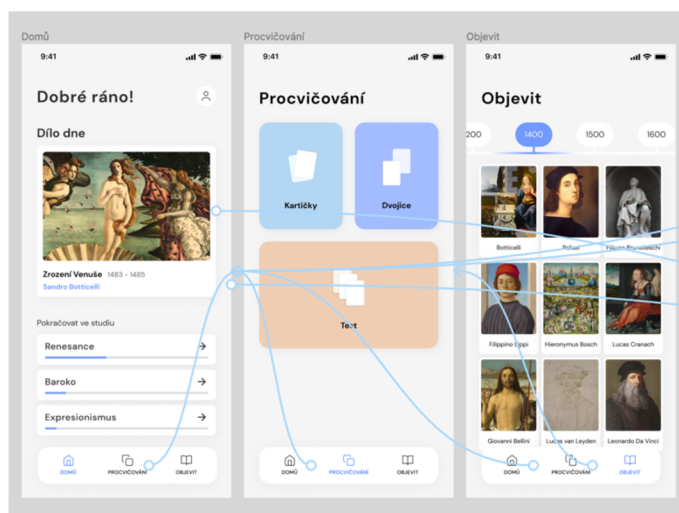 Domů
9:41
Dobré ráno!
Dílo dne
Zrození Venuše 1483 - 1485
Sandro Botticelli
Pokračovat ve studiu
Renesance
Baroko
Expresionismus
DOMŮ PROCVIČOVÁNÍ OBJEVIT
Procvičování
9:41
Procvičování
Kartičky Dvojice
Test
DOMŮ PROCVIČOVÁNÍ OBJEVIT
Objevit
9:41
Objevit
200 1400 1500 1600
Botticelli Rafael Filippo Brunelleschi
Filippino Lippi Hieronymus Bosch Lucas Cranach
Giovanni Bellini Lucas van Leyden Leonardo Da Vinci
DOMŮ PROCVIČOVÁNÍ OBJEVIT